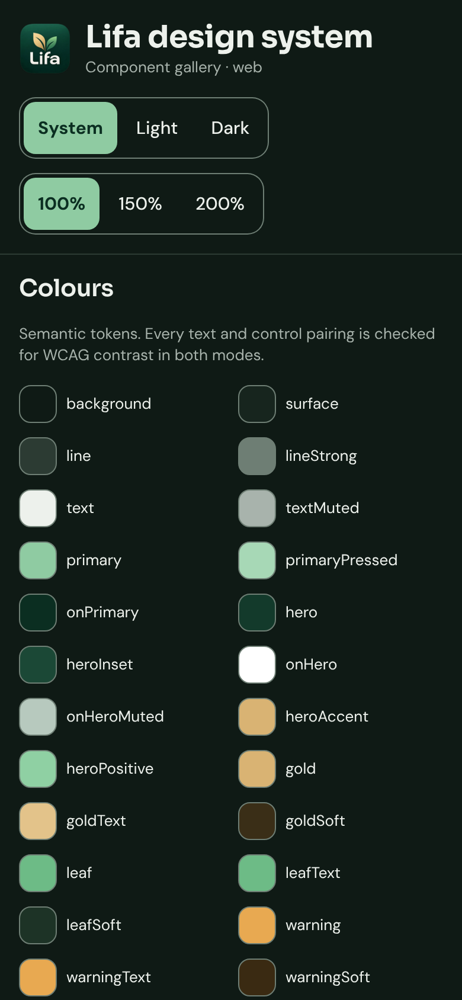 Lifa
Lifa design system
Component gallery · web
System Light Dark
100% 150% 200%
Colours
Semantic tokens. Every text and control pairing is checked
for WCAG contrast in both modes.
background surface
line lineStrong
text textMuted
primary primaryPressed
onPrimary hero
heroInset onHero
onHeroMuted heroAccent
heroPositive gold
goldText goldSoft
leaf leafText
leafSoft warning
warningText warningSoft